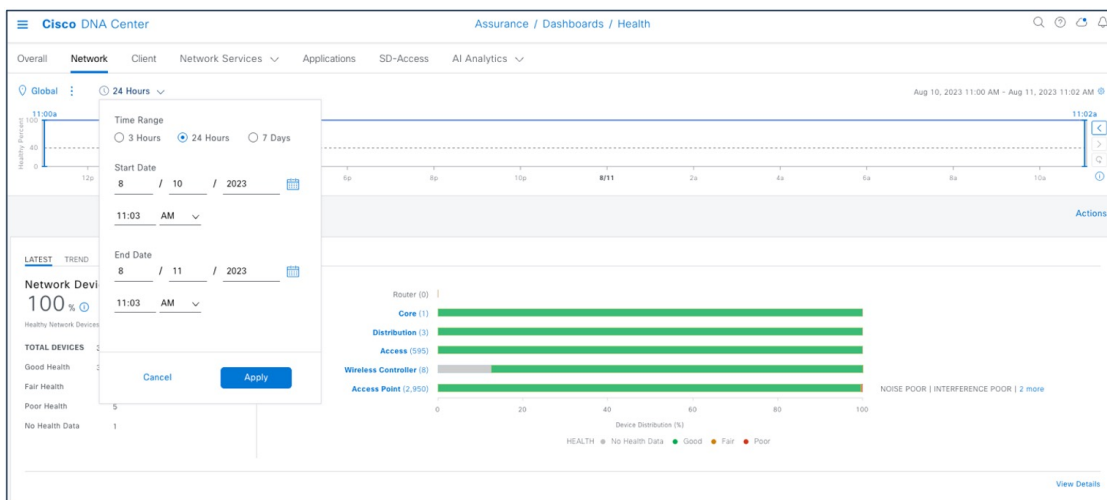 Cisco DNA Center
Assurance / Dashboards / Health
Overall Network Client Network Services Applications SD-Access AI Analytics
Global 24 Hours
Aug 10, 2023 11:00 AM - Aug 11, 2023 11:02 AM
11:00a 11:02a
Healthy Percent
100
40
0
12p 6p 8p 10p 8/11 2a 4a 6a 8a 10a
Time Range
3 Hours 24 Hours 7 Days
Start Date
8 / 10 / 2023
11:03 AM
End Date
8 / 11 / 2023
11:03 AM
Cancel Apply
Actions
LATEST TREND
Network Devi
100 %
Healthy Network Devices
TOTAL DEVICES 3
Good Health 3
Fair Health
Poor Health 5
No Health Data 1
Router (0)
Core (1)
Distribution (3)
Access (595)
Wireless Controller (8)
Access Point (2,950) NOISE POOR | INTERFERENCE POOR | 2 more
0 20 40 60 80 100
Device Distribution (%)
HEALTH No Health Data Good Fair Poor
View Details